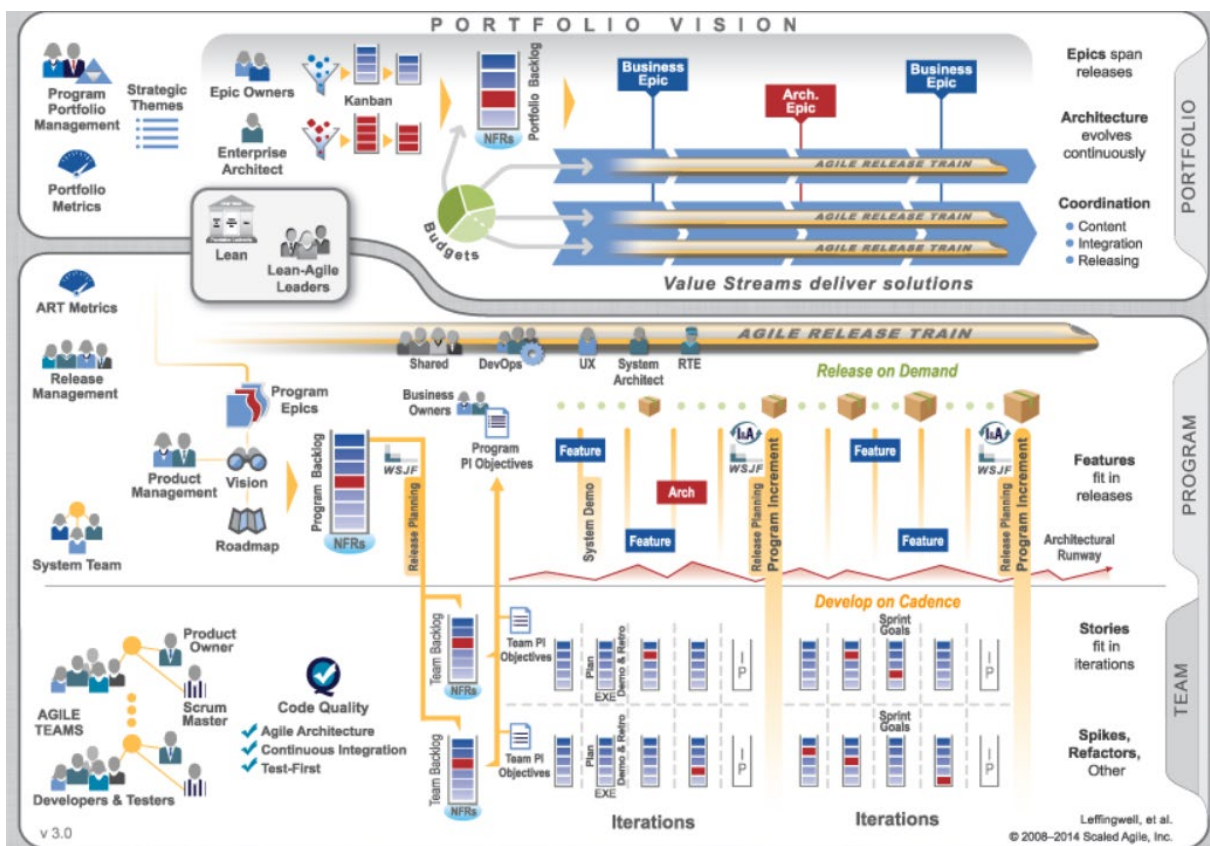 PORTFOLIO VISION
Program
Portfolio
Management
Strategic
Themes
Portfolio
Metrics
Epic Owners
Enterprise
Architect
Kanban
Portfolio Backlog
NFRs
Budgets
Business
Epic
Arch.
Epic
Business
Epic
AGILE RELEASE TRAIN
AGILE RELEASE TRAIN
AGILE RELEASE TRAIN
Value Streams deliver solutions
Epics span
releases
Architecture
evolves
continuously
Coordination
Content
Integration
Releasing
PORTFOLIO
Lean
Lean-Agile
Leaders
ART Metrics
Release
Management
Product
Management
System Team
Program
Epics
Vision
Roadmap
Program Backlog
NFRs
WSJF
Release Planning
AGILE RELEASE TRAIN
Shared
DevOps
UX
System
Architect
RTE
Business
Owners
Program
PI Objectives
Release on Demand
Feature
System Demo
Arch
Feature
I&A
WSJF
Release Planning
Program Increment
Feature
Feature
I&A
WSJF
Release Planning
Program Increment
Features
fit in
releases
Architectural
Runway
PROGRAM
Develop on Cadence
AGILE
TEAMS
Product
Owner
Scrum
Master
Developers & Testers
Code Quality
Agile Architecture
Continuous Integration
Test-First
Team Backlog
NFRs
Team PI
Objectives
Plan
EXE
Demo & Retro
I
P
Sprint
Goals
I
P
Team Backlog
NFRs
Team PI
Objectives
Plan
EXE
Demo & Retro
I
P
Sprint
Goals
I
P
Iterations
Iterations
Stories
fit in
iterations
Spikes,
Refactors,
Other
TEAM
v 3.0
Leffingwell, et al.
© 2008–2014 Scaled Agile, Inc.